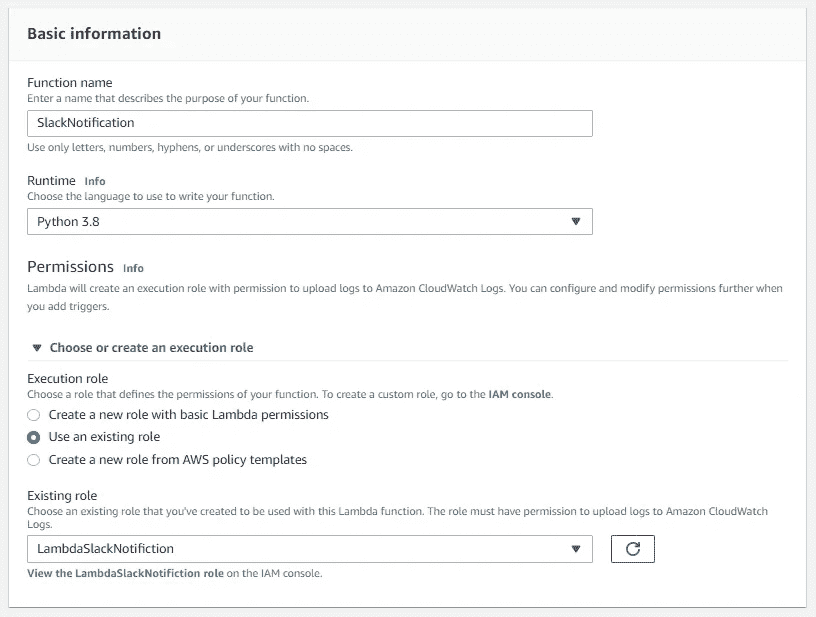 Basic information
Function name
Enter a name that describes the purpose of your function.
SlackNotification
Use only letters, numbers, hyphens, or underscores with no spaces.
Runtime Info
Choose the language to use to write your function.
Python 3.8
Permissions Info
Lambda will create an execution role with permission to upload logs to Amazon CloudWatch Logs. You can configure and modify permissions further when
you add triggers.
Choose or create an execution role
Execution role
Choose a role that defines the permissions of your function. To create a custom role, go to the IAM console.
Create a new role with basic Lambda permissions
Use an existing role
Create a new role from AWS policy templates
Existing role
Choose an existing role that you've created to be used with this Lambda function. The role must have permission to upload logs to Amazon CloudWatch
Logs.
LambdaSlackNotifiction
View the LambdaSlackNotifiction role on the IAM console.